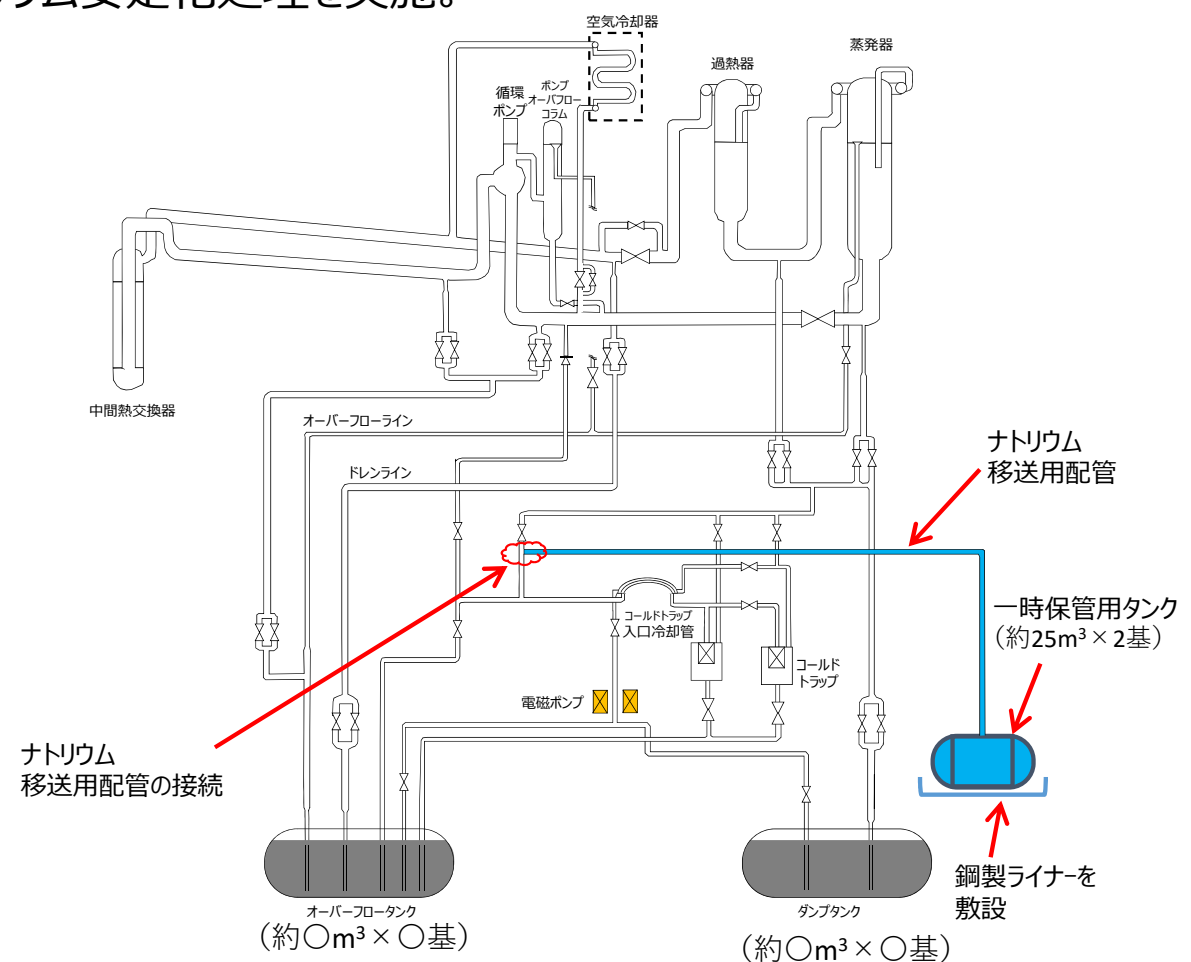 リウム安定化処理を実施。
空気冷却器
蒸発器
過熱器
循環
ポンプ
ポンプ
オーバフロー
コラム
中間熱交換器
オーバーフローライン
ナトリウム
移送用配管
ドレンライン
一時保管用タンク
（約25m³×2基）
コールドトラップ
入口冷却管
コールド
トラップ
電磁ポンプ
ナトリウム
移送用配管の接続
鋼製ライナーを
敷設
オーバーフロータンク
（約〇m³×〇基）
ダンプタンク
（約〇m³×〇基）